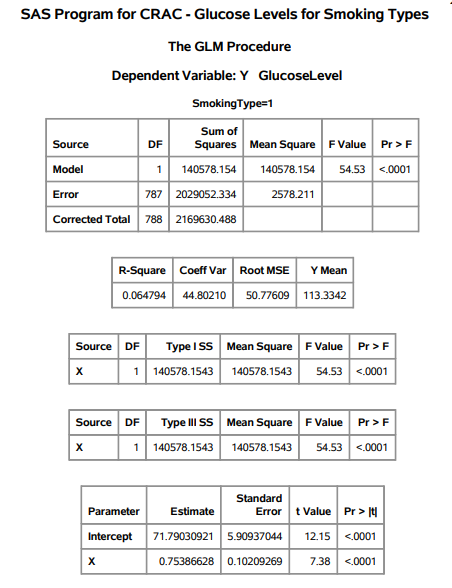 SAS Program for CRAC - Glucose Levels for Smoking Types
The GLM Procedure
Dependent Variable: Y GlucoseLevel
SmokingType=1
Source DF Sum of Squares Mean Square F Value Pr > F
Model 1 140578.154 140578.154 54.53 <.0001
Error 787 2029052.334 2578.211
Corrected Total 788 2169630.488
R-Square Coeff Var Root MSE Y Mean
0.064794 44.80210 50.77609 113.3342
Source DF Type I SS Mean Square F Value Pr > F
X 1 140578.1543 140578.1543 54.53 <.0001
Source DF Type III SS Mean Square F Value Pr > F
X 1 140578.1543 140578.1543 54.53 <.0001
Parameter Estimate Standard Error t Value Pr > |t|
Intercept 71.79030921 5.90937044 12.15 <.0001
X 0.75386628 0.10209269 7.38 <.0001